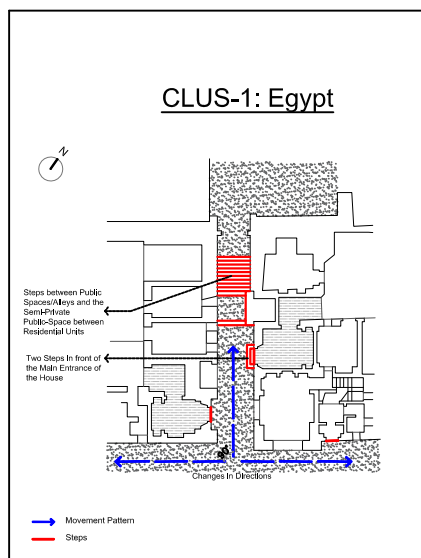 CLUS-1: Egypt
N
Steps between Public
Spaces/Alleys and the
Semi-Private
Public-Space between
Residential Units
Two Steps In front of
the Main Entrance of
the House
90
Changes In Directions
Movement Pattern
Steps